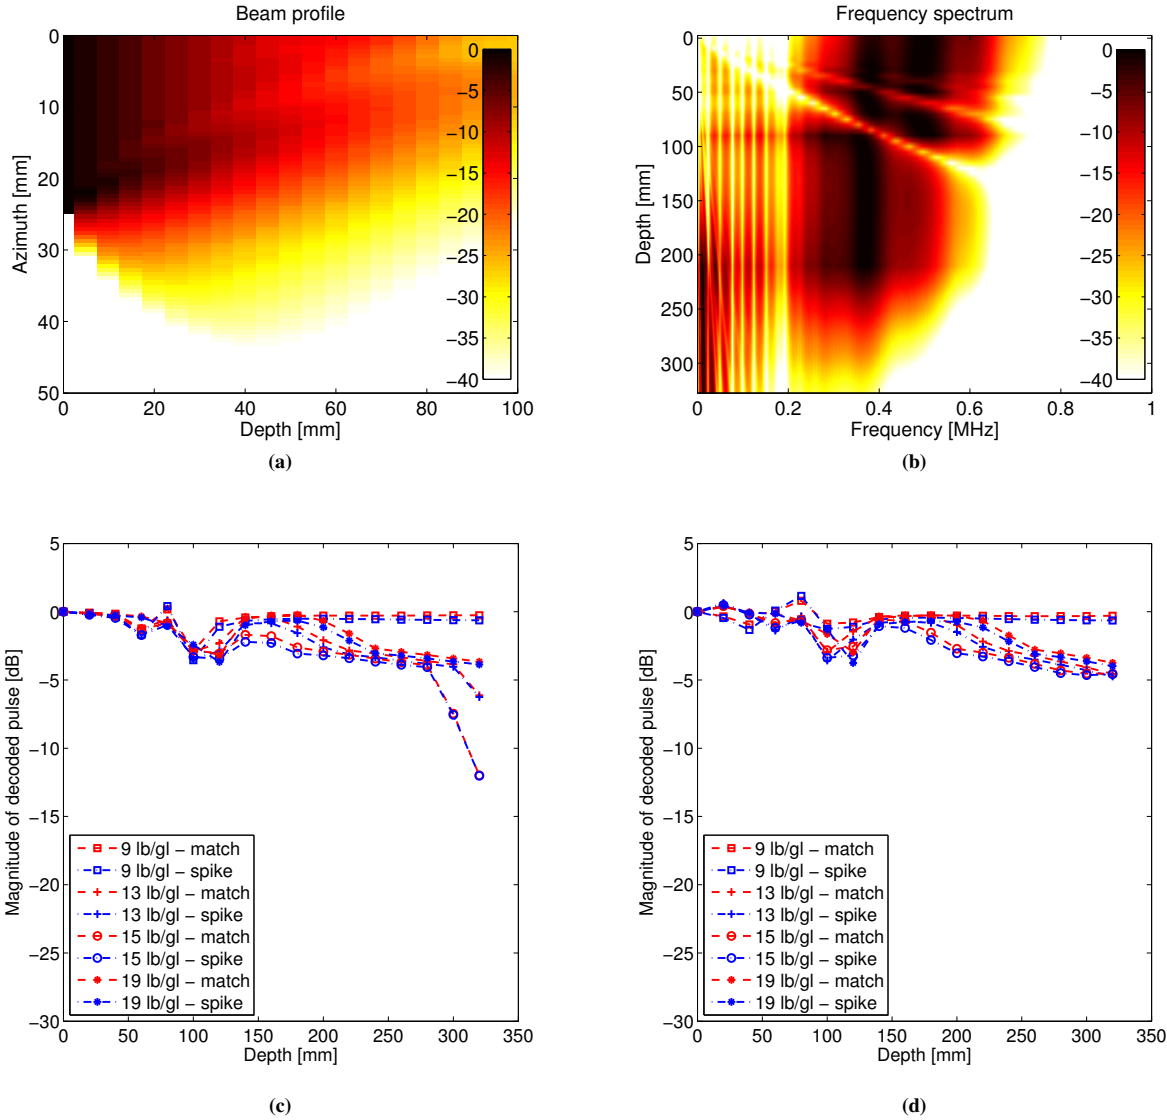 Beam profile
0
10
20
30
40
50
Azimuth [mm]
0
20
40
60
80
100
Depth [mm]
0
−5
−10
−15
−20
−25
−30
−35
−40
(a)
Frequency spectrum
0
50
100
150
200
250
300
Depth [mm]
0
0.2
0.4
0.6
0.8
1
Frequency [MHz]
0
−5
−10
−15
−20
−25
−30
−35
−40
(b)
5
0
−5
−10
−15
−20
−25
−30
Magnitude of decoded pulse [dB]
9 lb/gl − match
9 lb/gl − spike
13 lb/gl − match
13 lb/gl − spike
15 lb/gl − match
15 lb/gl − spike
19 lb/gl − match
19 lb/gl − spike
0
50
100
150
200
250
300
350
Depth [mm]
(c)
5
0
−5
−10
−15
−20
−25
−30
Magnitude of decoded pulse [dB]
9 lb/gl − match
9 lb/gl − spike
13 lb/gl − match
13 lb/gl − spike
15 lb/gl − match
15 lb/gl − spike
19 lb/gl − match
19 lb/gl − spike
0
50
100
150
200
250
300
350
Depth [mm]
(d)